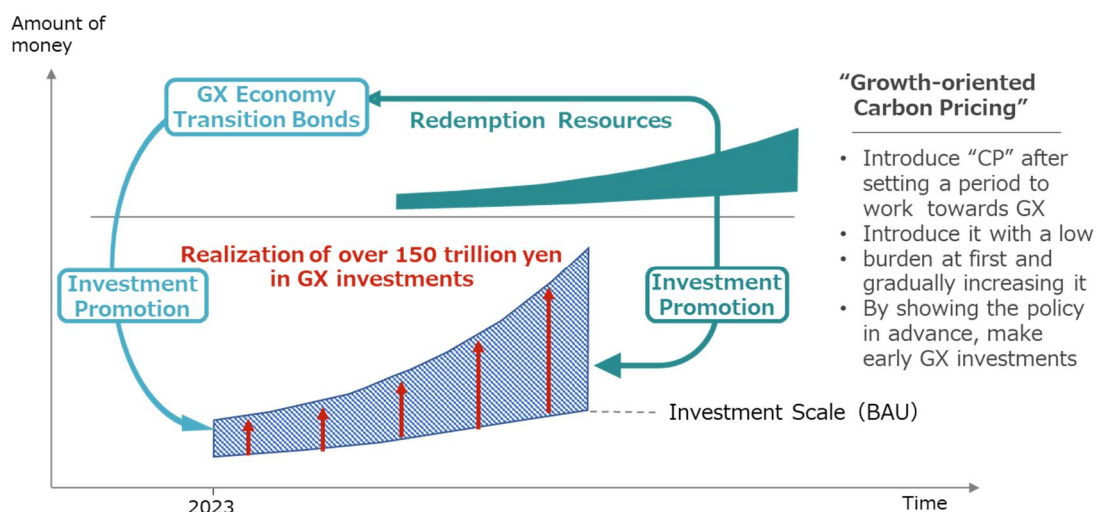 Amount of
money
GX Economy
Transition Bonds
Redemption Resources
Realization of over 150 trillion yen
in GX investments
Investment
Promotion
Investment
Promotion
Investment Scale（BAU）
2023
Time
“Growth-oriented
Carbon Pricing”
• Introduce “CP” after
setting a period to
work towards GX
• Introduce it with a low
• burden at first and
gradually increasing it
• By showing the policy
in advance, make
early GX investments